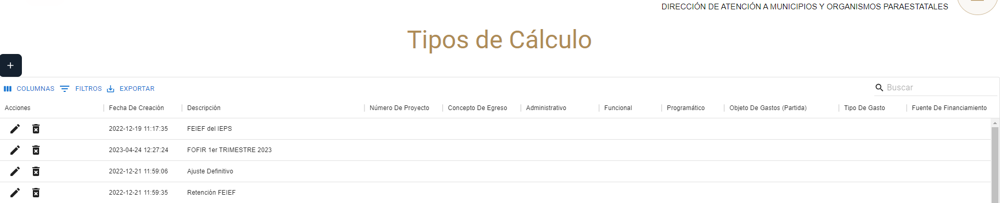 DIRECCIÓN DE ATENCIÓN A MUNICIPIOS Y ORGANISMOS PARAESTATALES
Tipos de Cálculo
+
COLUMNAS FILTROS EXPORTAR Buscar
Acciones Fecha De Creación Descripción Número De Proyecto Concepto De Egreso Administrativo Funcional Programático Objeto De Gastos (Partida) Tipo De Gasto Fuente De Financiamiento
2022-12-19 11:17:35 FEIEF del IEPS
2023-04-24 12:27:24 FOFIR 1er TRIMESTRE 2023
2022-12-21 11:59:06 Ajuste Definitivo
2022-12-21 11:59:35 Retención FEIEF